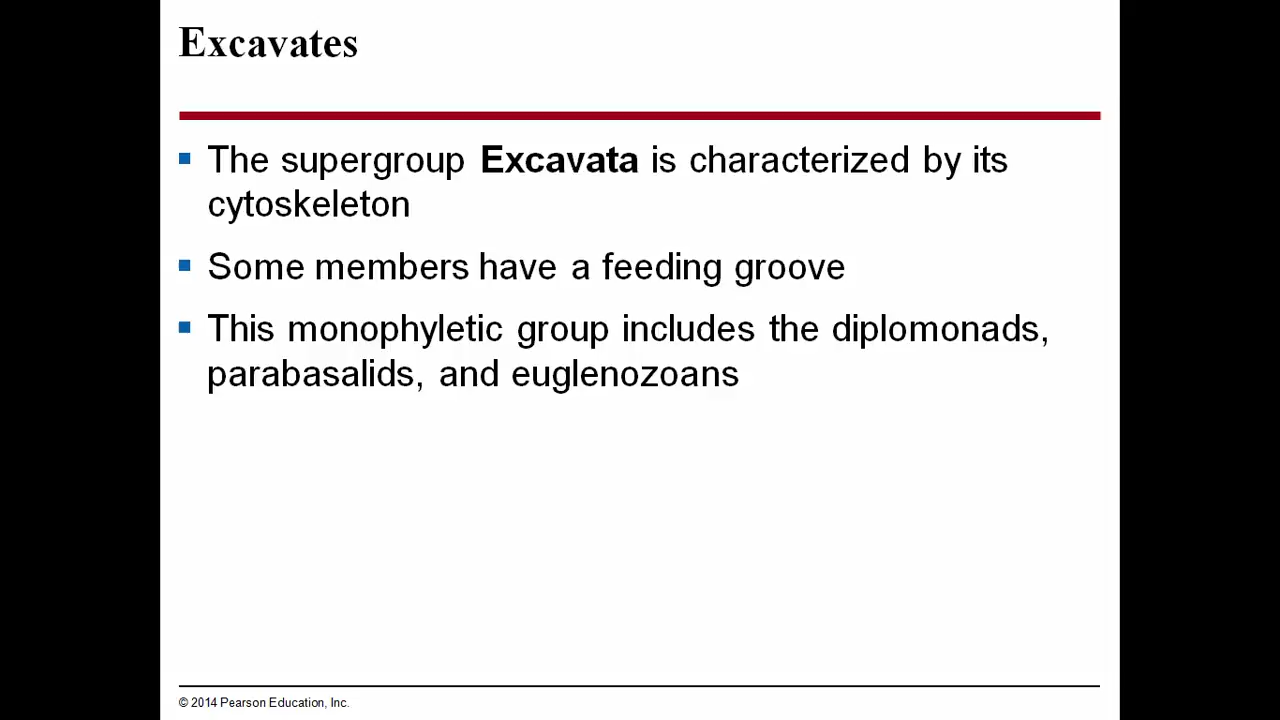 Excavates
The supergroup Excavata is characterized by its
cytoskeleton
Some members have a feeding groove
This monophyletic group includes the diplomonads,
parabasalids, and euglenozoans
© 2014 Pearson Education, Inc.